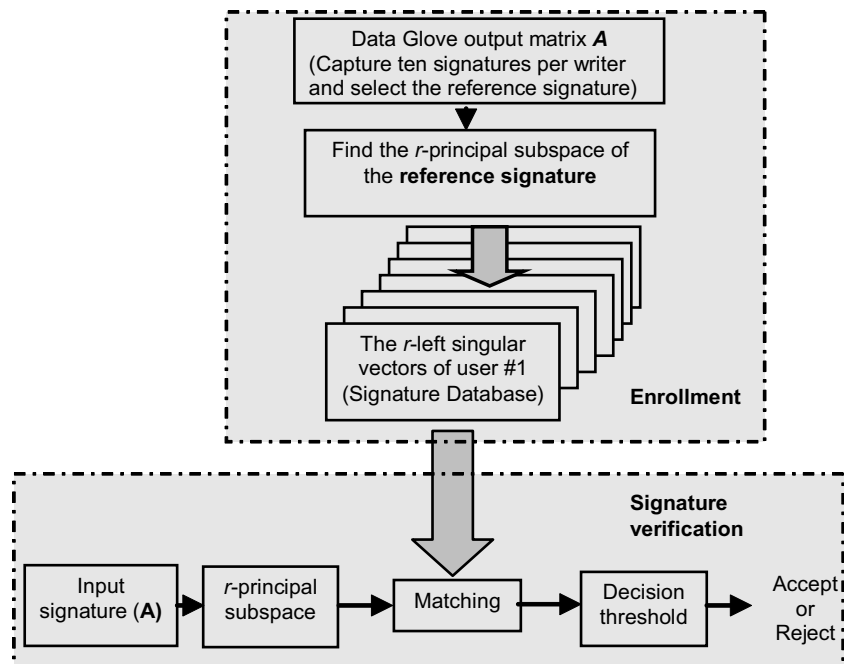 Data Glove output matrix A
(Capture ten signatures per writer
and select the reference signature)
Find the r-principal subspace of
the reference signature
The r-left singular
vectors of user #1
(Signature Database)
Enrollment
Signature
verification
Input
signature (A)
r-principal
subspace
Matching
Decision
threshold
Accept
or
Reject